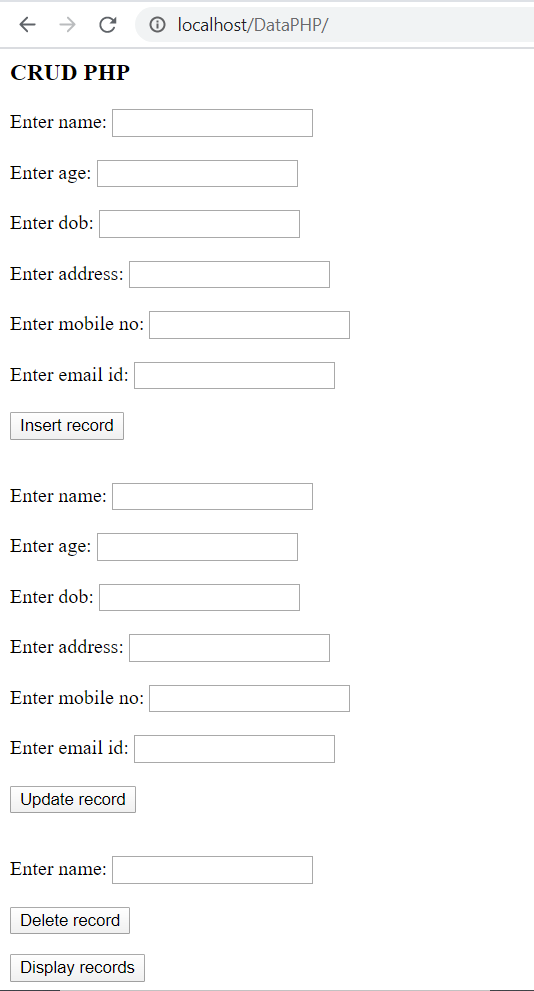 localhost/DataPHP/
CRUD PHP
Enter name:
Enter age:
Enter dob:
Enter address:
Enter mobile no:
Enter email id:
Insert record
Enter name:
Enter age:
Enter dob:
Enter address:
Enter mobile no:
Enter email id:
Update record
Enter name:
Delete record
Display records